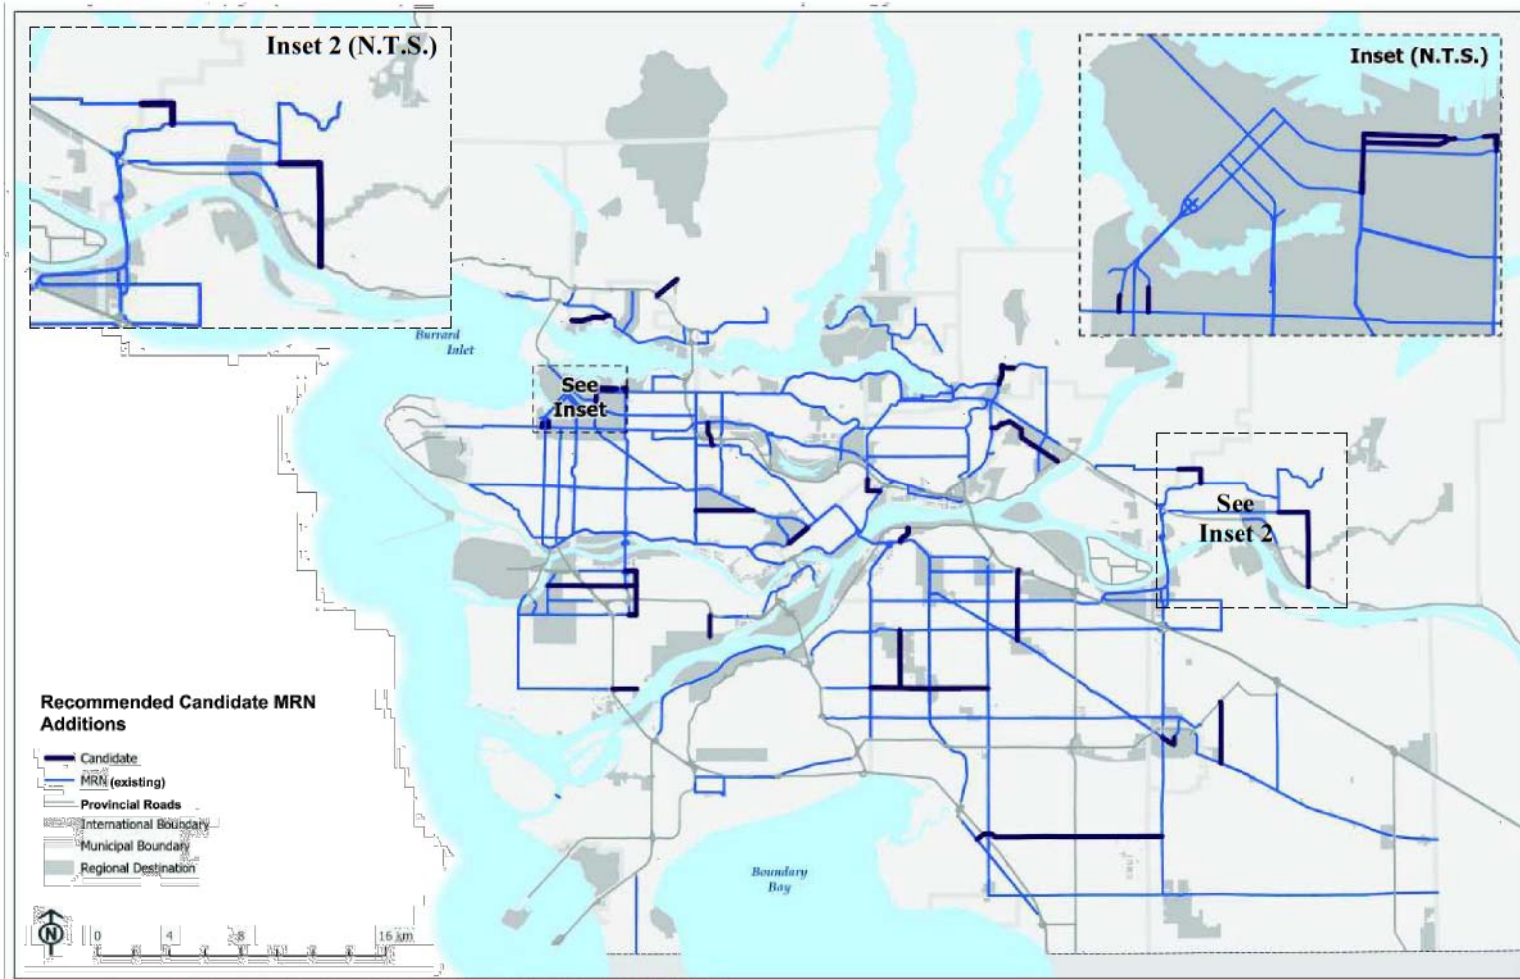 Inset 2 (N.T.S.)
Inset (N.T.S.)
Burrard
Inlet
See
Inset
See
Inset 2
Recommended Candidate MRN
Additions
Candidate
MRN (existing)
Provincial Roads
International Boundary
Municipal Boundary
Regional Destination
Boundary
Bay
N
0 4 8 16 km